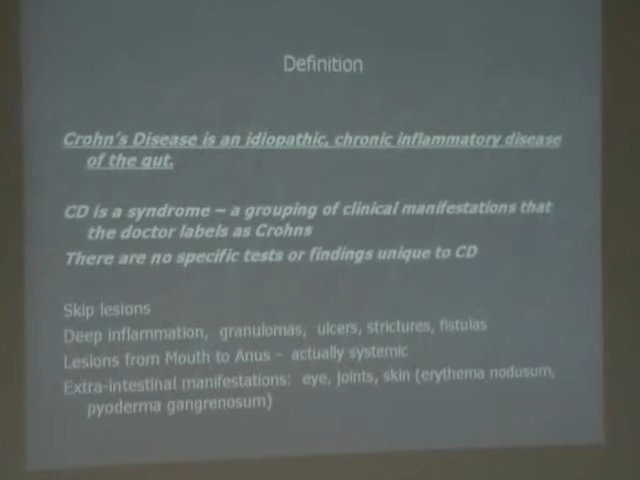 Definition
Crohn's Disease is an idiopathic, chronic inflammatory disease
of the gut.
CD is a syndrome – a grouping of clinical manifestations that
the doctor labels as Crohns
There are no specific tests or findings unique to CD
Skip lesions
Deep inflammation, granulomas, ulcers, strictures, fistulas
Lesions from Mouth to Anus - actually systemic
Extra-intestinal manifestations: eye, joints, skin (erythema nodusum,
pyoderma gangrenosum)